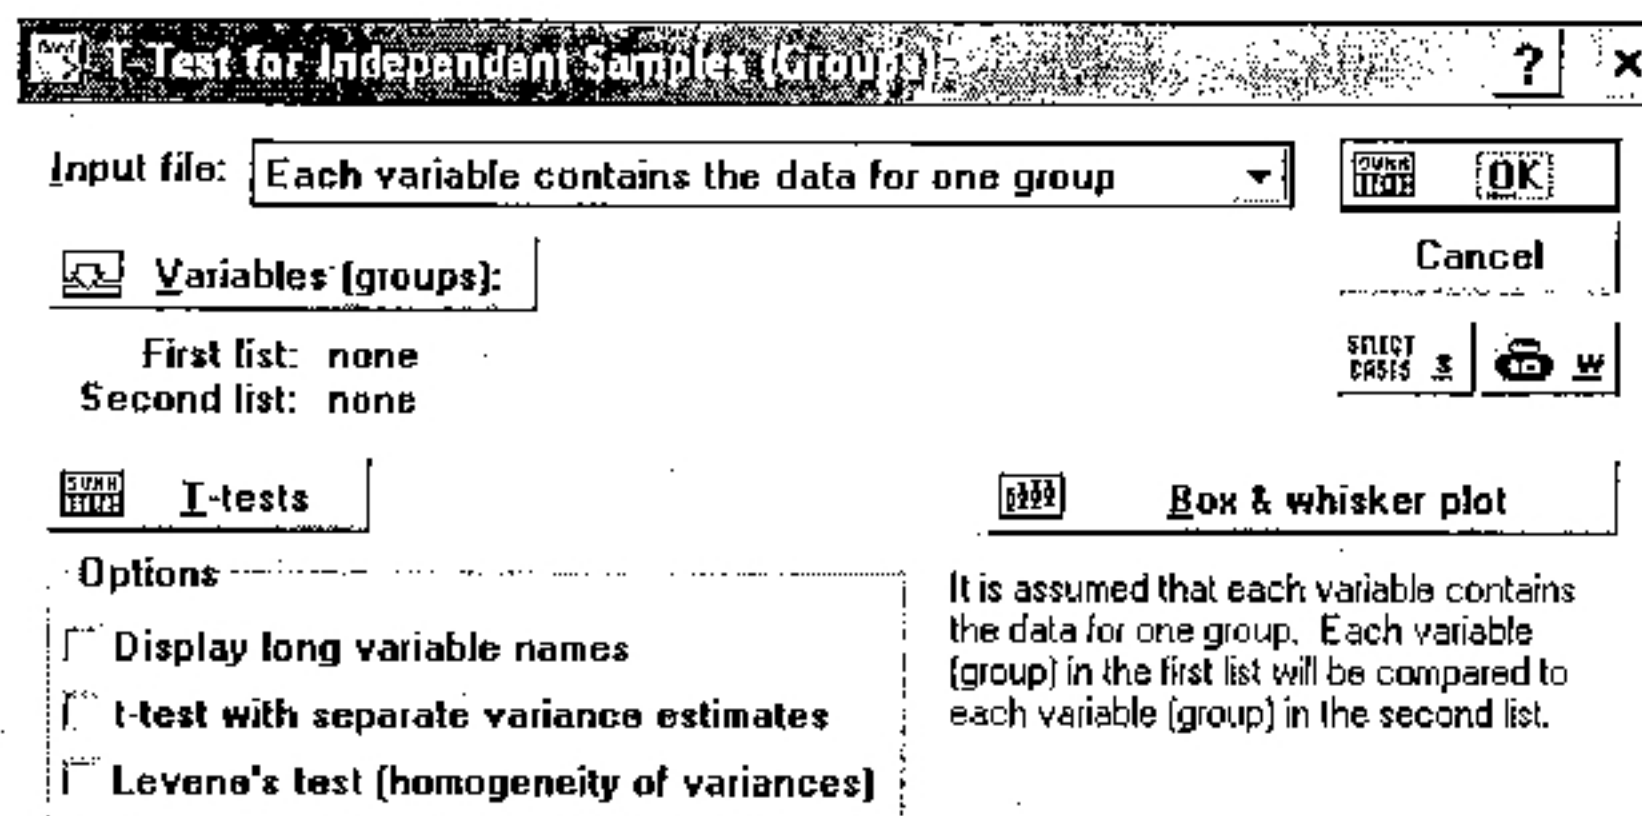 T-Test for Independent Samples (Groups)
? ×
Input file: Each variable contains the data for one group
OK
Cancel
Variables (groups):
First list: none
Second list: none
SELECT CASES S
W
T-tests
Box & whisker plot
Options
Display long variable names
t-test with separate variance estimates
Levene's test (homogeneity of variances)
It is assumed that each variable contains
the data for one group. Each variable
(group) in the first list will be compared to
each variable (group) in the second list.